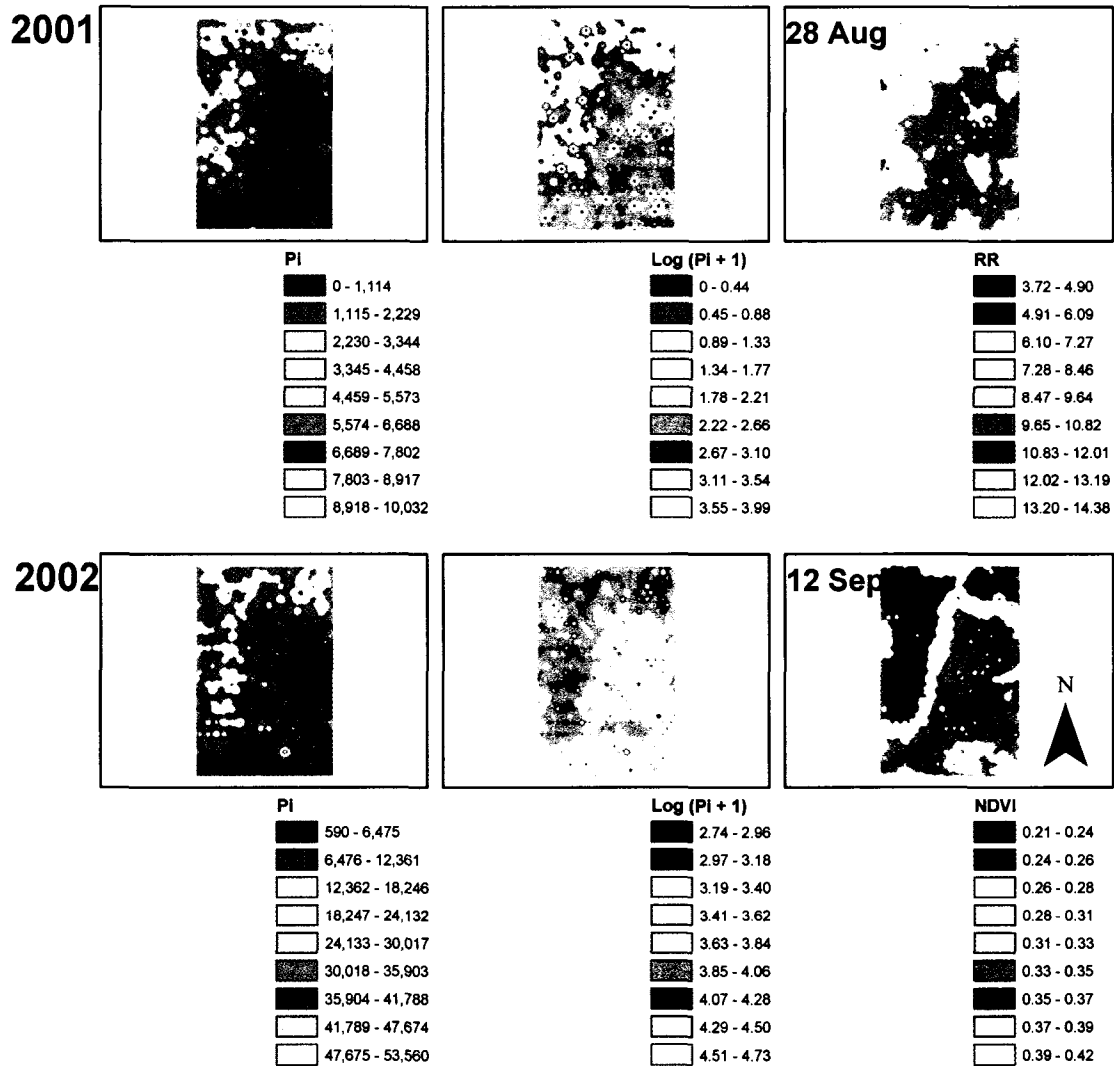 2001
28 Aug
Pi
0 - 1,114
1,115 - 2,229
2,230 - 3,344
3,345 - 4,458
4,459 - 5,573
5,574 - 6,688
6,689 - 7,802
7,803 - 8,917
8,918 - 10,032
Log (Pi + 1)
0 - 0.44
0.45 - 0.88
0.89 - 1.33
1.34 - 1.77
1.78 - 2.21
2.22 - 2.66
2.67 - 3.10
3.11 - 3.54
3.55 - 3.99
RR
3.72 - 4.90
4.91 - 6.09
6.10 - 7.27
7.28 - 8.46
8.47 - 9.64
9.65 - 10.82
10.83 - 12.01
12.02 - 13.19
13.20 - 14.38
2002
12 Sep
N
Pi
590 - 6,475
6,476 - 12,361
12,362 - 18,246
18,247 - 24,132
24,133 - 30,017
30,018 - 35,903
35,904 - 41,788
41,789 - 47,674
47,675 - 53,560
Log (Pi + 1)
2.74 - 2.96
2.97 - 3.18
3.19 - 3.40
3.41 - 3.62
3.63 - 3.84
3.85 - 4.06
4.07 - 4.28
4.29 - 4.50
4.51 - 4.73
NDVI
0.21 - 0.24
0.24 - 0.26
0.26 - 0.28
0.28 - 0.31
0.31 - 0.33
0.33 - 0.35
0.35 - 0.37
0.37 - 0.39
0.39 - 0.42